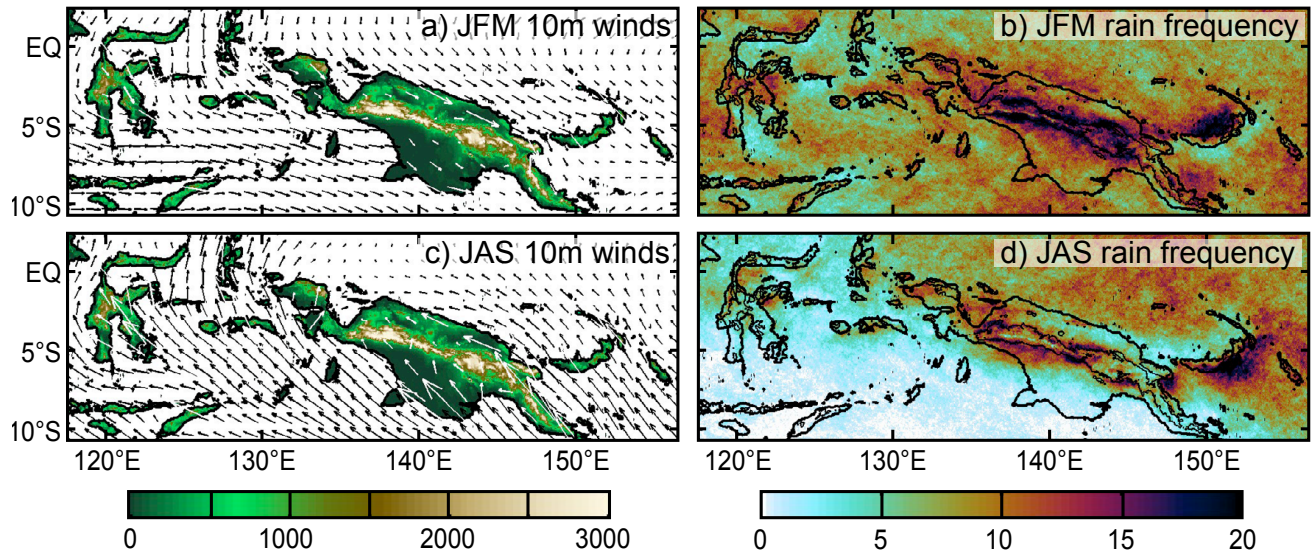 a) JFM 10m winds
b) JFM rain frequency
EQ
5°S
10°S
c) JAS 10m winds
d) JAS rain frequency
EQ
5°S
10°S
120°E 130°E 140°E 150°E
120°E 130°E 140°E 150°E
0 1000 2000 3000
0 5 10 15 20